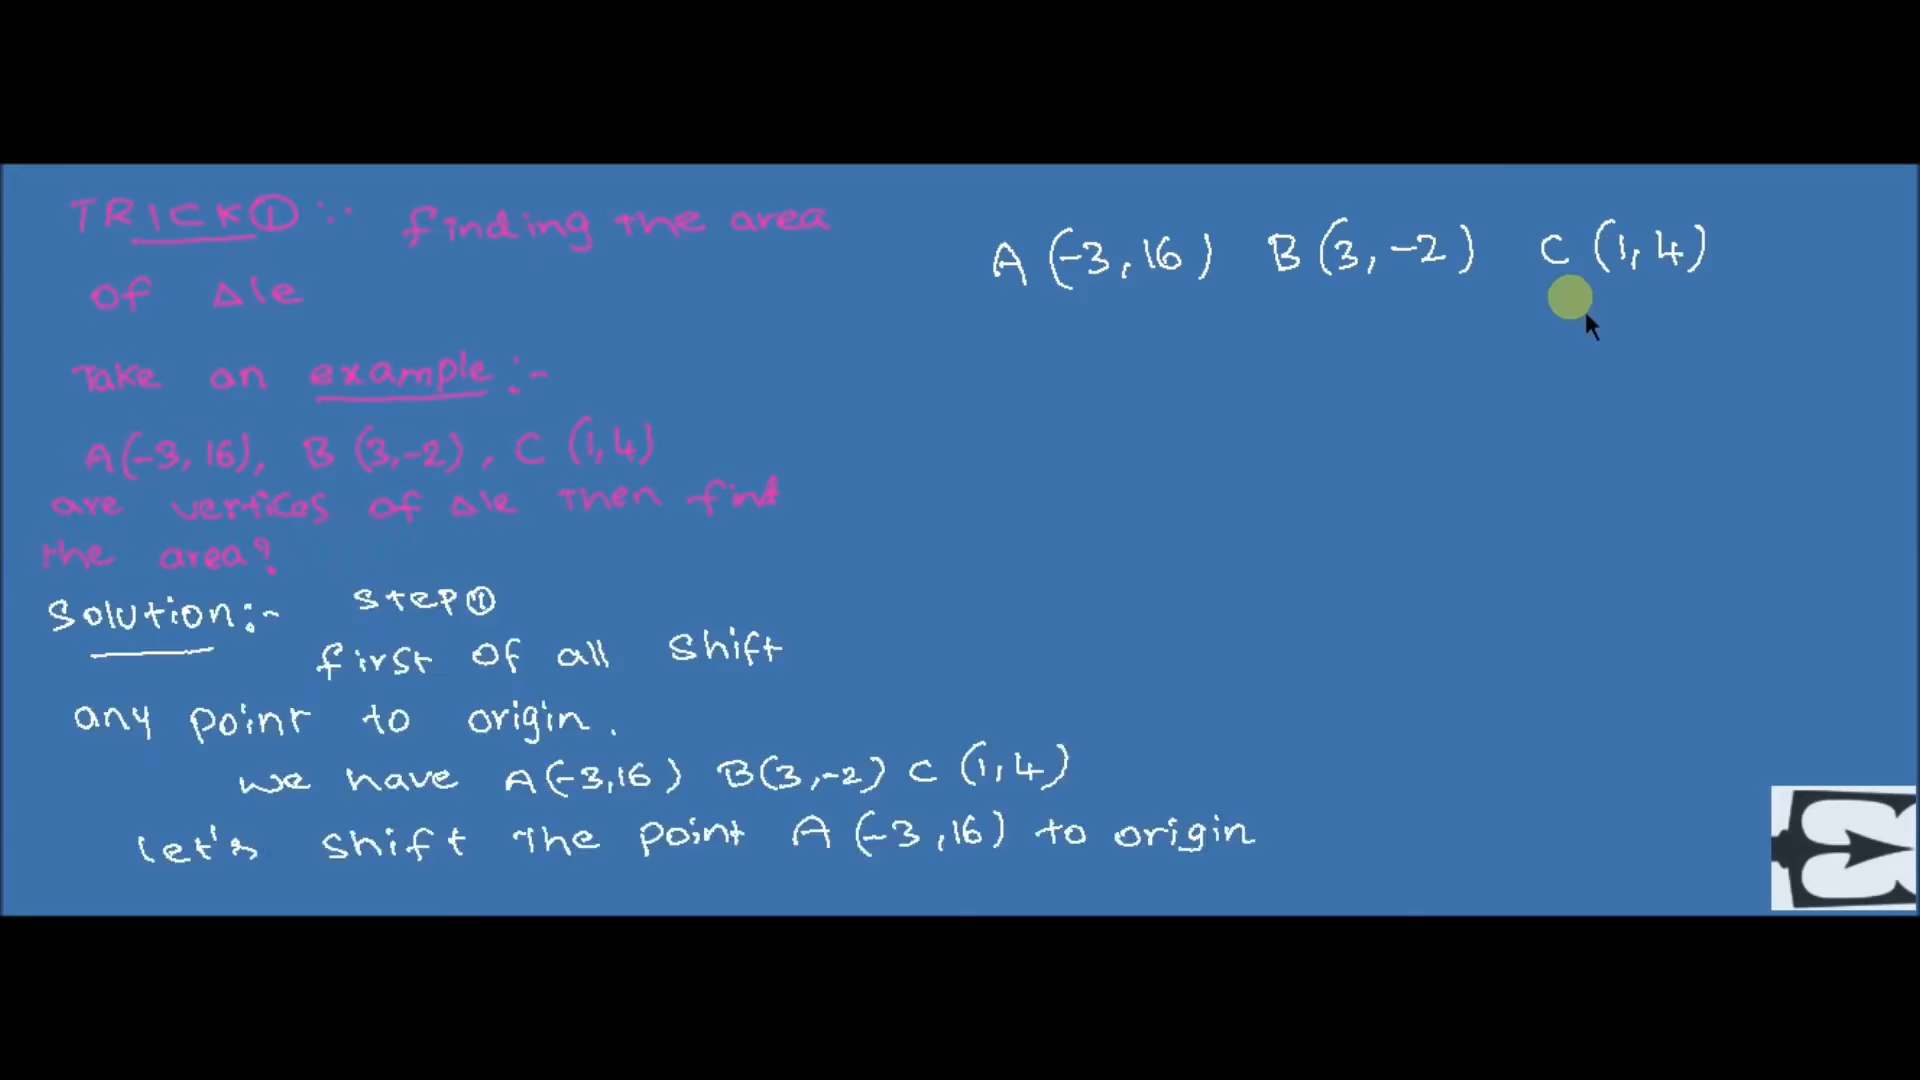 TRICK① ∵ finding the area
of Δle
Take an example :-
A(-3, 16), B (3,-2), C (1,4)
are vertices of Δle Then find
the area?
Solution:- Step①
first of all shift
any point to origin.
we have A(-3,16) B(3,-2) C (1,4)
let's shift The point A (-3,16) to origin
A (-3, 16) B (3, -2) C (1, 4)